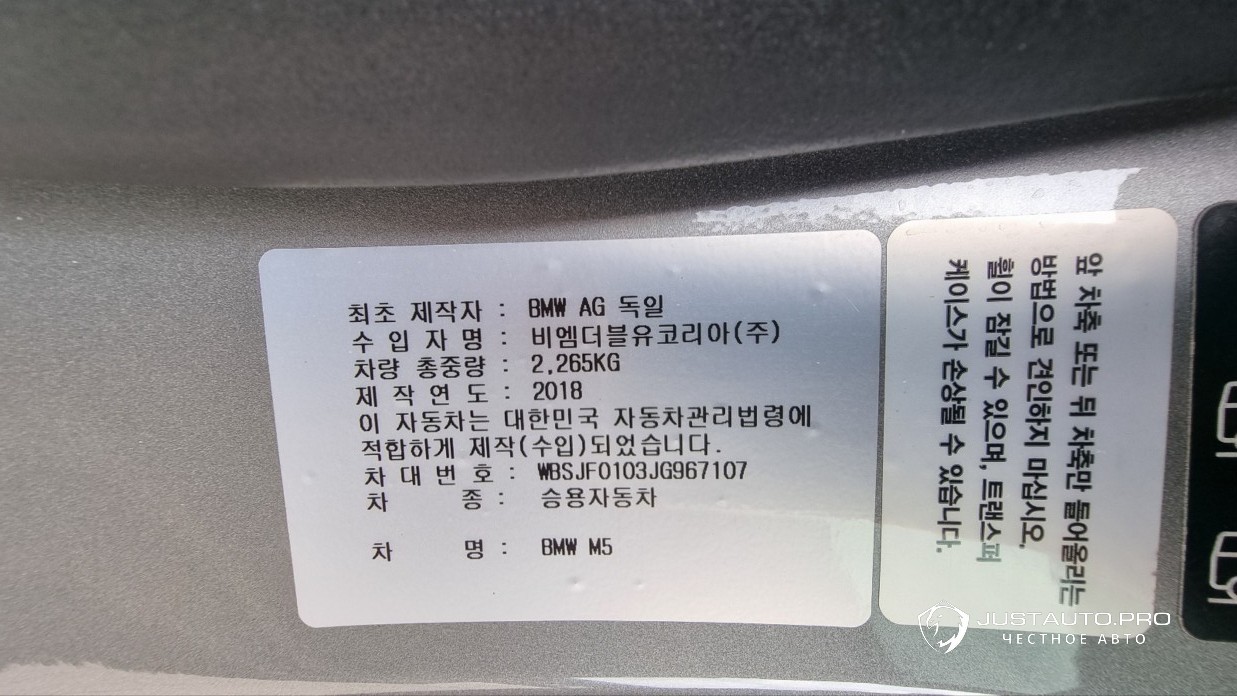 최초 제작자 : BMW AG 독일
수 입 자 명 : 비엠더블유코리아(주)
차량 총중량 : 2,265KG
제 작 연 도 : 2018
이 자동차는 대한민국 자동차관리법령에
적합하게 제작(수입)되었습니다.
차 대 번 호 : WBSJF0103JG967107
차 종 : 승용자동차
차 명 : BMW M5
앞 차축 또는 뒤 차축만 들어올리는
방법으로 견인하지 마십시오.
휠이 잠길 수 있으며, 트랜스퍼
케이스가 손상될 수 있습니다.
JUSTAUTO.PRO
ЧЕСТНОЕ АВТО